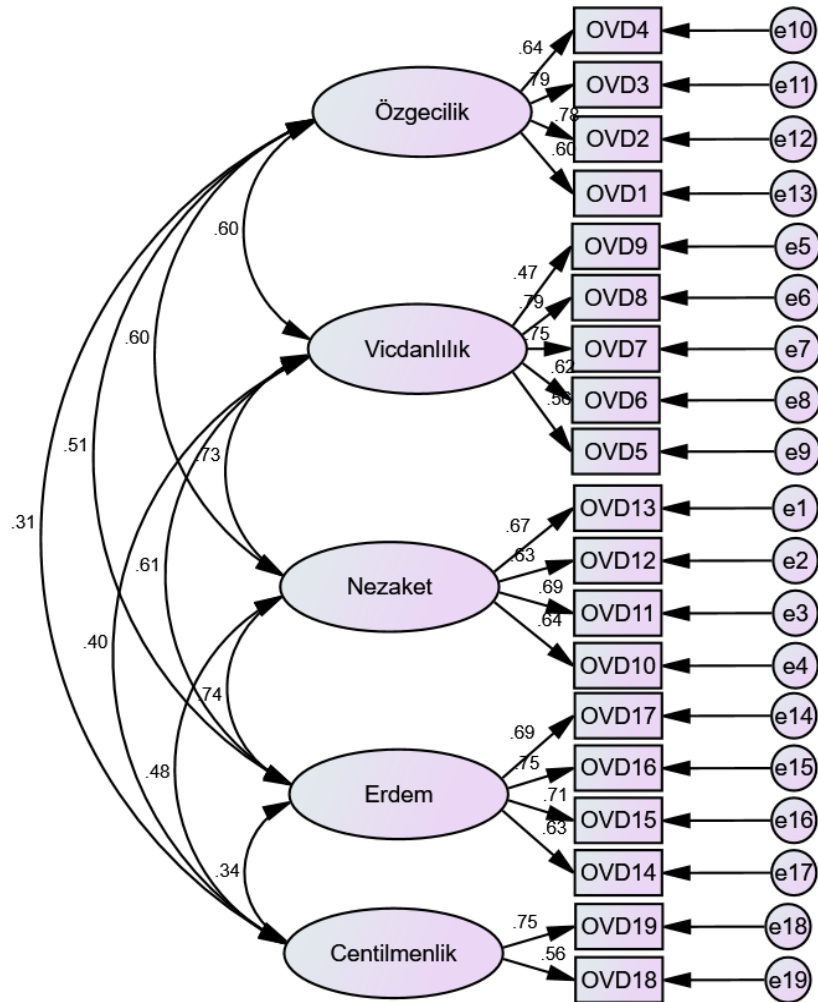 .64
OVD4
e10
.79
OVD3
e11
Özgecilik
.78
OVD2
e12
.60
OVD1
e13
.60
.47
OVD9
e5
.79
OVD8
e6
.60
Vicdanlılık
.75
OVD7
e7
.62
OVD6
e8
.56
OVD5
e9
.51
.73
.31
.67
OVD13
e1
.63
OVD12
e2
.61
Nezaket
.69
OVD11
e3
.64
OVD10
e4
.40
.74
.69
OVD17
e14
.48
.75
OVD16
e15
Erdem
.71
OVD15
e16
.63
OVD14
e17
.34
.75
OVD19
e18
Centilmenlik
.56
OVD18
e19